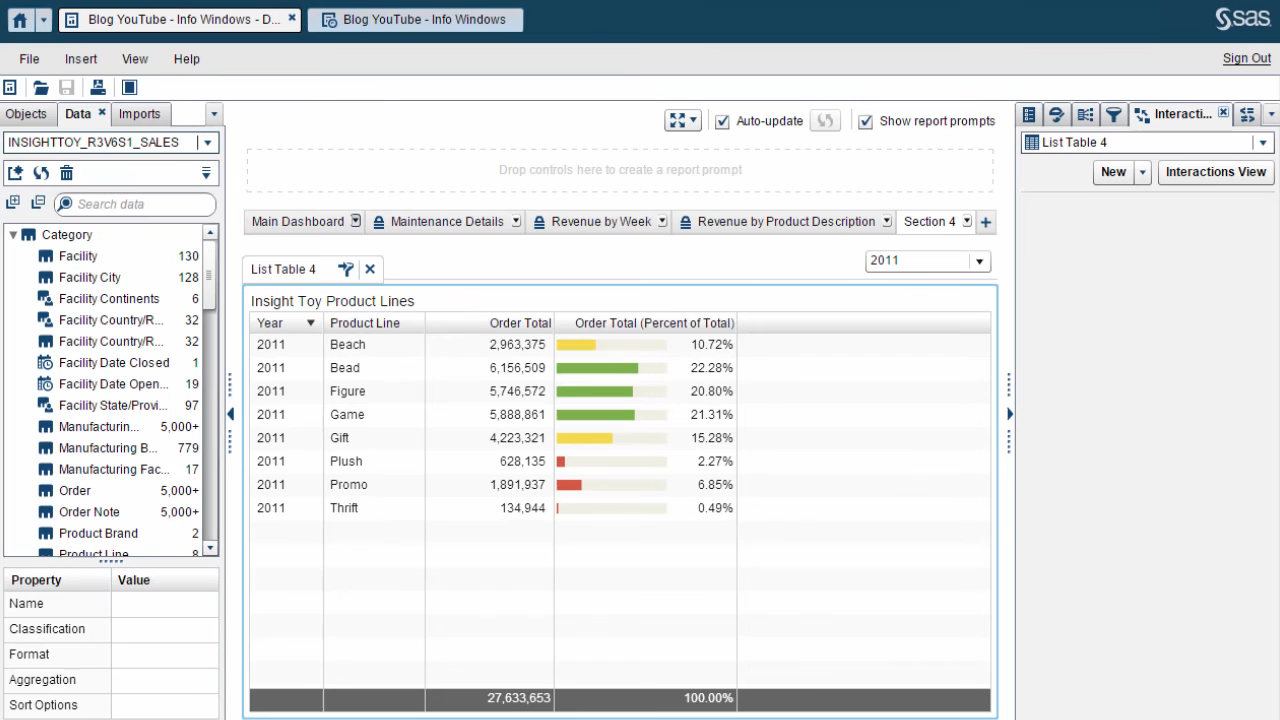 Blog YouTube - Info Windows - D...
Blog YouTube - Info Windows
sas
File Insert View Help
Sign Out
Objects Data Imports
INSIGHTTOY_R3V6S1_SALES
Search data
Category
Facility 130
Facility City 128
Facility Continents 6
Facility Country/R... 32
Facility Country/R... 32
Facility Date Closed 1
Facility Date Open... 19
Facility State/Provi... 97
Manufacturin... 5,000+
Manufacturing B... 779
Manufacturing Fac... 17
Order 5,000+
Order Note 5,000+
Product Brand 2
Product Line 8
Property Value
Name
Classification
Format
Aggregation
Sort Options
Auto-update
Show report prompts
Drop controls here to create a report prompt
Main Dashboard Maintenance Details Revenue by Week Revenue by Product Description Section 4
List Table 4
2011
Insight Toy Product Lines
Year Product Line Order Total Order Total (Percent of Total)
2011 Beach 2,963,375 10.72%
2011 Bead 6,156,509 22.28%
2011 Figure 5,746,572 20.80%
2011 Game 5,888,861 21.31%
2011 Gift 4,223,321 15.28%
2011 Plush 628,135 2.27%
2011 Promo 1,891,937 6.85%
2011 Thrift 134,944 0.49%
27,633,653 100.00%
Interacti...
List Table 4
New Interactions View